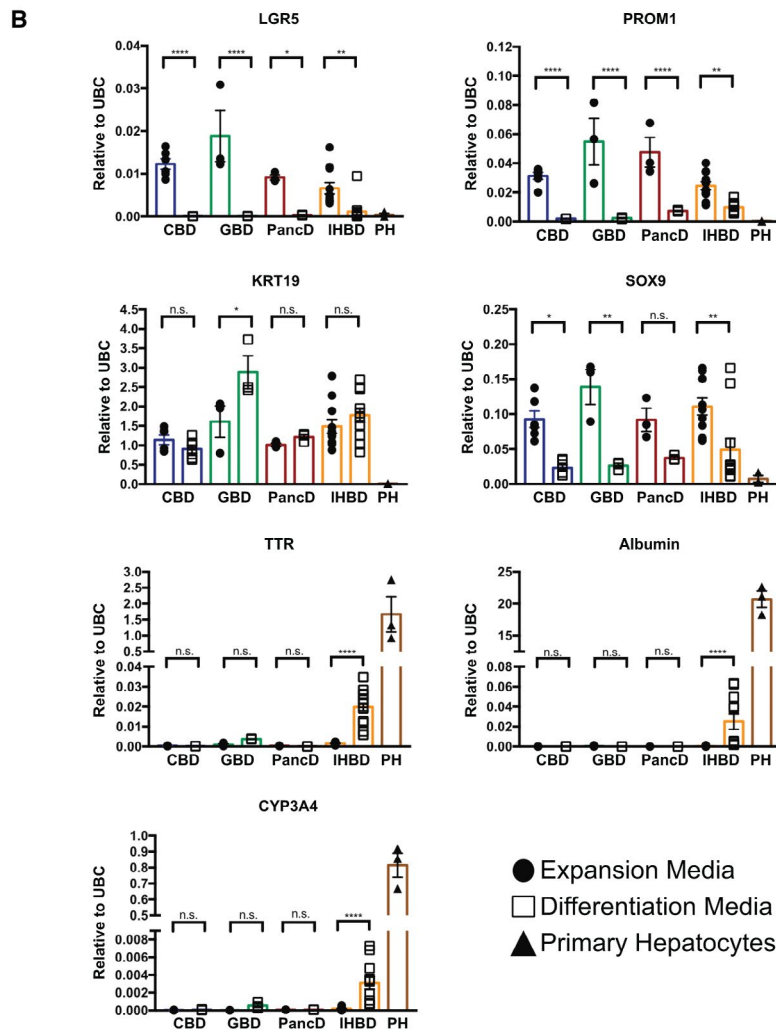 B
LGR5
Relative to UBC
0.04
0.03
0.02
0.01
0.00
**** **** * **
CBD GBD PancD IHBD PH
PROM1
Relative to UBC
0.12
0.10
0.08
0.06
0.04
0.02
0.00
**** **** **** **
CBD GBD PancD IHBD PH
KRT19
Relative to UBC
4.5
4.0
3.5
3.0
2.5
2.0
1.5
1.0
0.5
0.0
n.s. * n.s. n.s.
CBD GBD PancD IHBD PH
SOX9
Relative to UBC
0.25
0.20
0.15
0.10
0.05
0.00
* ** n.s. **
CBD GBD PancD IHBD PH
TTR
Relative to UBC
3.0
2.5
2.0
1.5
1.0
0.5
0.04
0.03
0.02
0.01
0.00
n.s. n.s. n.s. ****
CBD GBD PancD IHBD PH
Albumin
Relative to UBC
25
20
15
10
5
0.08
0.06
0.04
0.02
0.00
n.s. n.s. n.s. ****
CBD GBD PancD IHBD PH
CYP3A4
Relative to UBC
1.0
0.9
0.8
0.7
0.6
0.5
0.008
0.006
0.004
0.002
0.000
n.s. n.s. n.s. ****
CBD GBD PancD IHBD PH
Expansion Media
Differentiation Media
Primary Hepatocytes